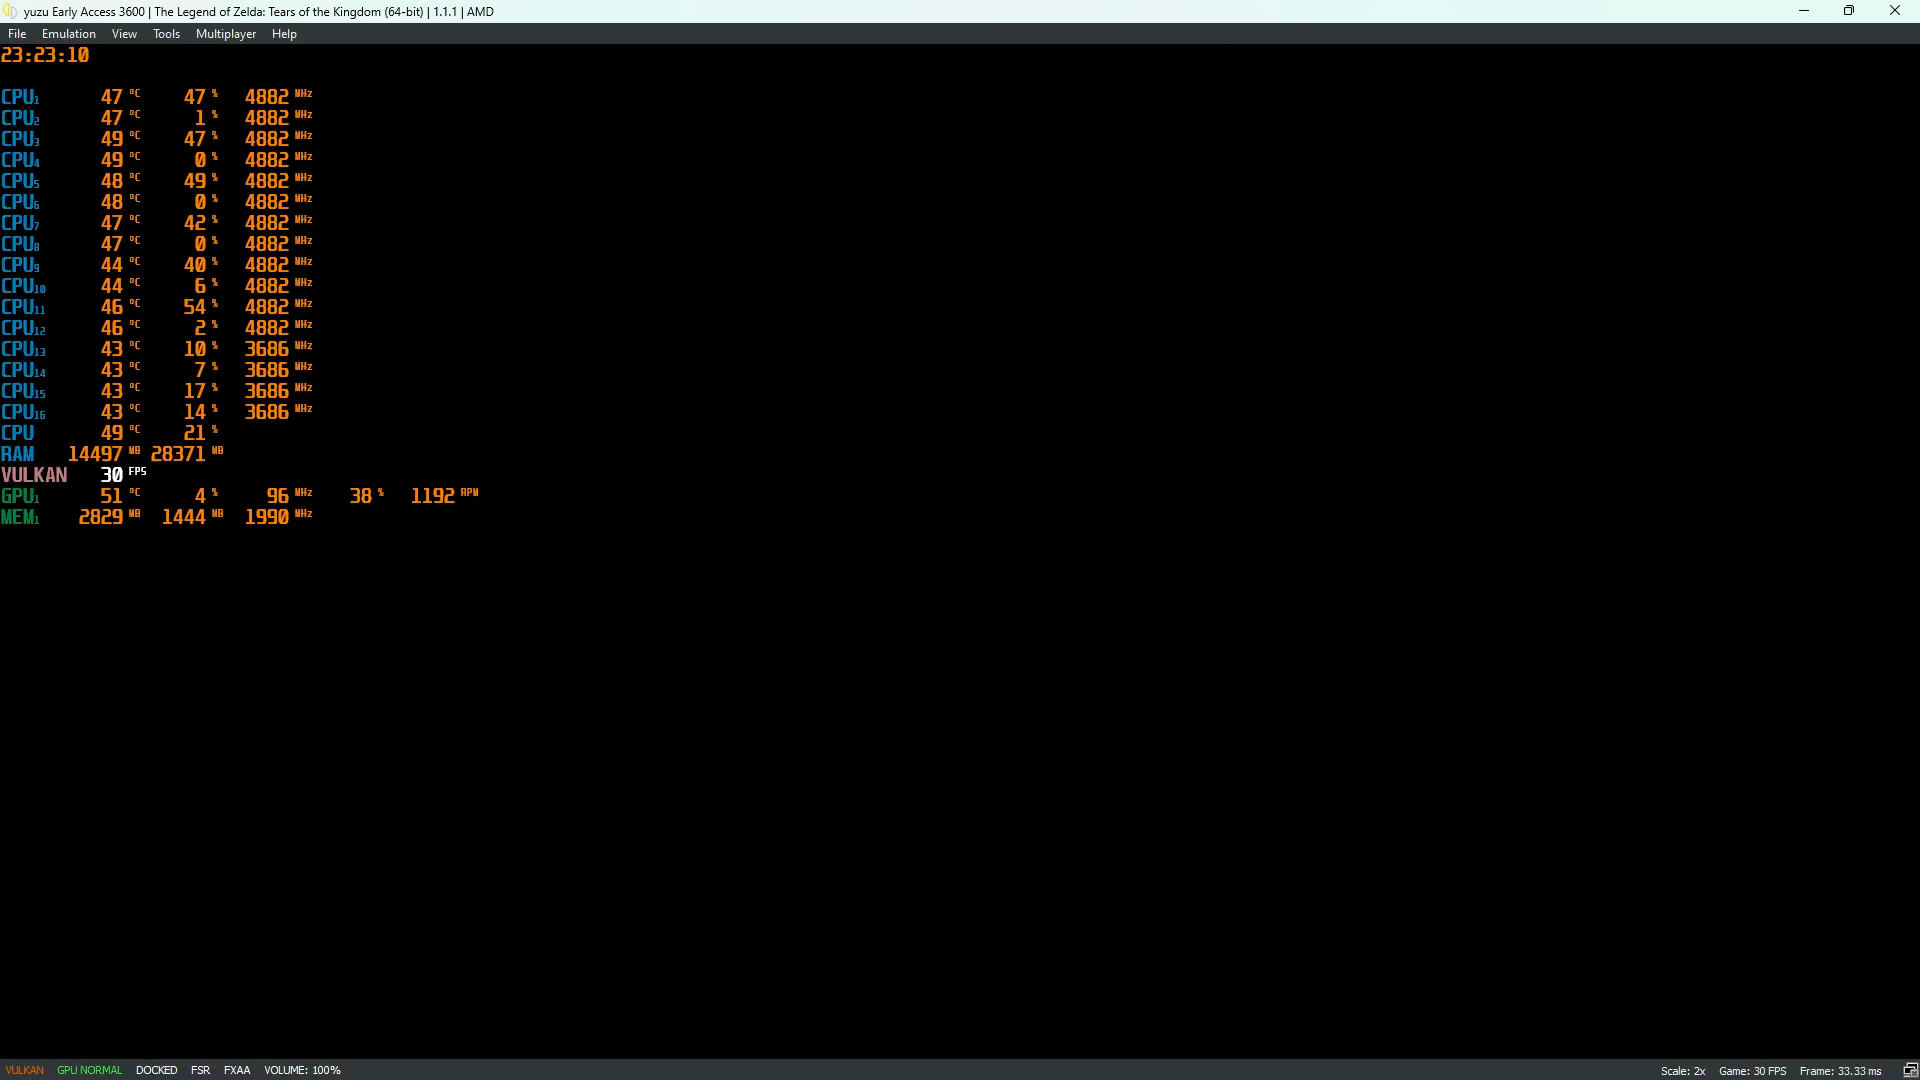 yuzu Early Access 3600 | The Legend of Zelda: Tears of the Kingdom (64-bit) | 1.1.1 | AMD
File Emulation View Tools Multiplayer Help
23:23:10
CPU1 47 °C 47 % 4882 MHz
CPU2 47 °C 1 % 4882 MHz
CPU3 49 °C 47 % 4882 MHz
CPU4 49 °C 0 % 4882 MHz
CPU5 48 °C 49 % 4882 MHz
CPU6 48 °C 0 % 4882 MHz
CPU7 47 °C 42 % 4882 MHz
CPU8 47 °C 0 % 4882 MHz
CPU9 44 °C 40 % 4882 MHz
CPU10 44 °C 6 % 4882 MHz
CPU11 46 °C 54 % 4882 MHz
CPU12 46 °C 2 % 4882 MHz
CPU13 43 °C 10 % 3686 MHz
CPU14 43 °C 7 % 3686 MHz
CPU15 43 °C 17 % 3686 MHz
CPU16 43 °C 14 % 3686 MHz
CPU 49 °C 21 %
RAM 14497 MB 28371 MB
VULKAN 30 FPS
GPU1 51 °C 4 % 96 MHz 38 % 1192 RPM
MEM1 2829 MB 1444 MB 1990 MHz
VULKAN GPU NORMAL DOCKED FSR FXAA VOLUME: 100% Scale: 2x Game: 30 FPS Frame: 33.33 ms